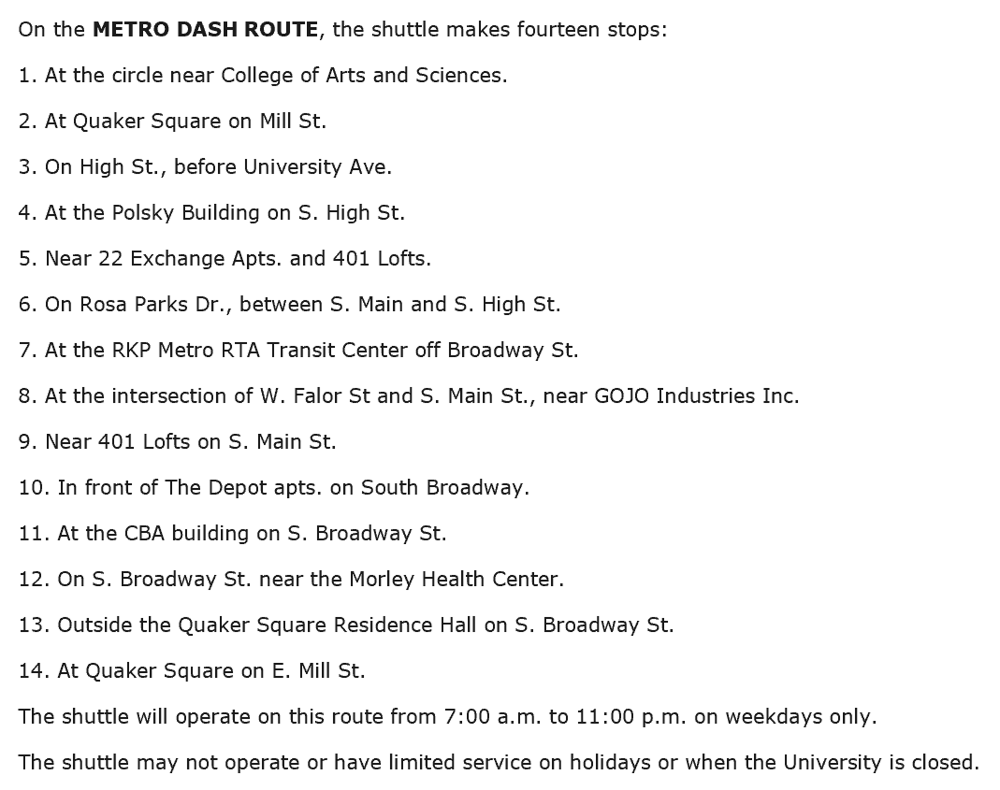 On the METRO DASH ROUTE, the shuttle makes fourteen stops:
1. At the circle near College of Arts and Sciences.
2. At Quaker Square on Mill St.
3. On High St., before University Ave.
4. At the Polsky Building on S. High St.
5. Near 22 Exchange Apts. and 401 Lofts.
6. On Rosa Parks Dr., between S. Main and S. High St.
7. At the RKP Metro RTA Transit Center off Broadway St.
8. At the intersection of W. Falor St and S. Main St., near GOJO Industries Inc.
9. Near 401 Lofts on S. Main St.
10. In front of The Depot apts. on South Broadway.
11. At the CBA building on S. Broadway St.
12. On S. Broadway St. near the Morley Health Center.
13. Outside the Quaker Square Residence Hall on S. Broadway St.
14. At Quaker Square on E. Mill St.
The shuttle will operate on this route from 7:00 a.m. to 11:00 p.m. on weekdays only.
The shuttle may not operate or have limited service on holidays or when the University is closed.